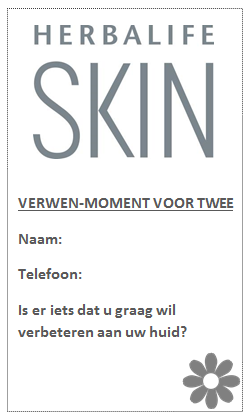 HERBALIFE
SKIN
VERWEN-MOMENT VOOR TWEE
Naam:
Telefoon:
Is er iets dat u graag wil
verbeteren aan uw huid?